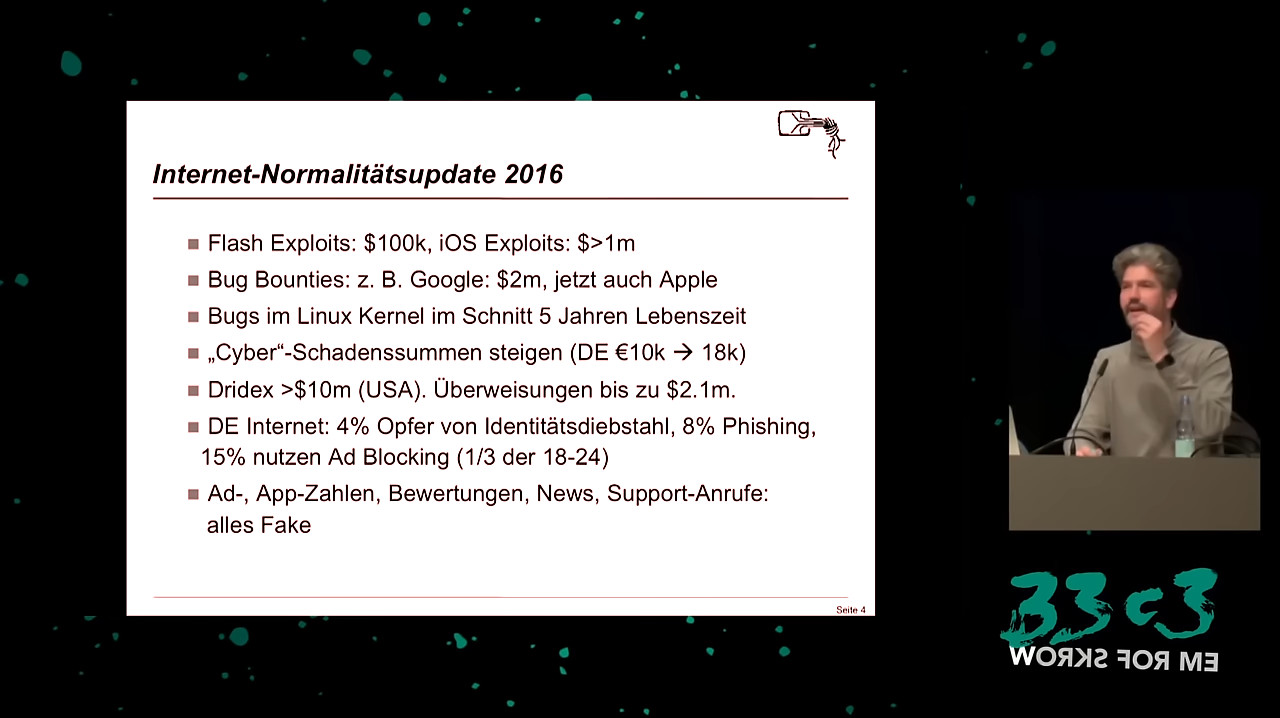 Internet-Normalitätsupdate 2016
Flash Exploits: $100k, iOS Exploits: $>1m
Bug Bounties: z. B. Google: $2m, jetzt auch Apple
Bugs im Linux Kernel im Schnitt 5 Jahren Lebenszeit
„Cyber“-Schadenssummen steigen (DE €10k → 18k)
Dridex >$10m (USA). Überweisungen bis zu $2.1m.
DE Internet: 4% Opfer von Identitätsdiebstahl, 8% Phishing,
15% nutzen Ad Blocking (1/3 der 18-24)
Ad-, App-Zahlen, Bewertungen, News, Support-Anrufe:
alles Fake
Seite 4
33c3
WORKS FOR ME